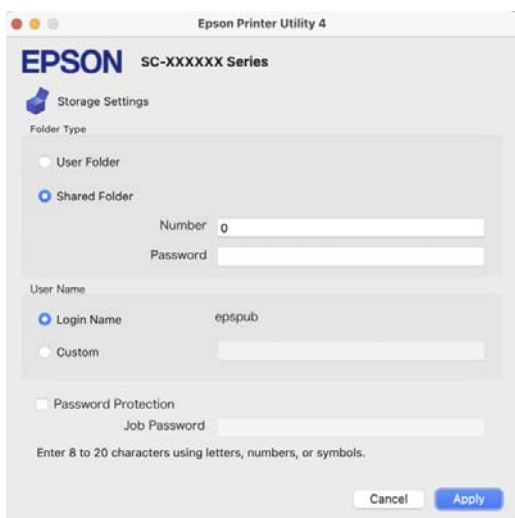 Epson Printer Utility 4
EPSON SC-XXXXXX Series
Storage Settings
Folder Type
User Folder
Shared Folder
Number 0
Password
User Name
Login Name epspub
Custom
Password Protection
Job Password
Enter 8 to 20 characters using letters, numbers, or symbols.
Cancel Apply